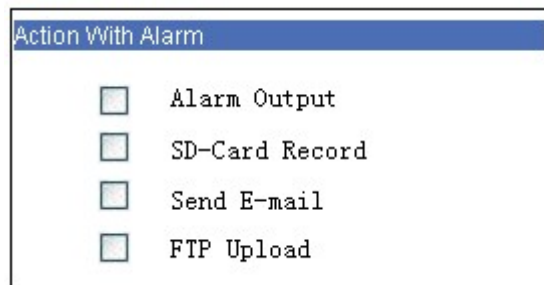 Action With Alarm
Alarm Output
SD-Card Record
Send E-mail
FTP Upload